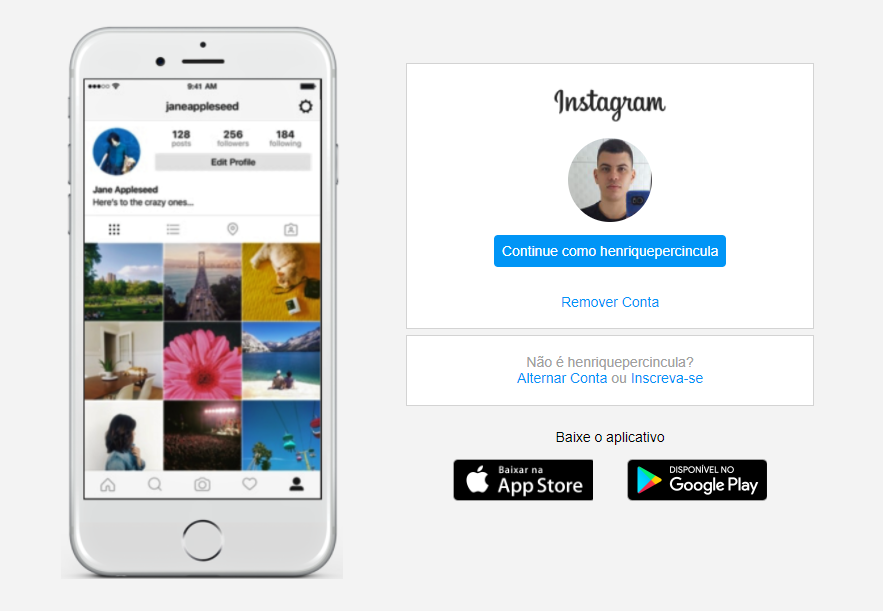 9:41 AM
janeappleseed
128 256 184
posts followers following
Edit Profile
Jane Appleseed
Here's to the crazy ones...
Instagram
Continue como henriquepercincula
Remover Conta
Não é henriquepercincula?
Alternar Conta ou Inscreva-se
Baixe o aplicativo
Baixar na
App Store
DISPONÍVEL NO
Google Play